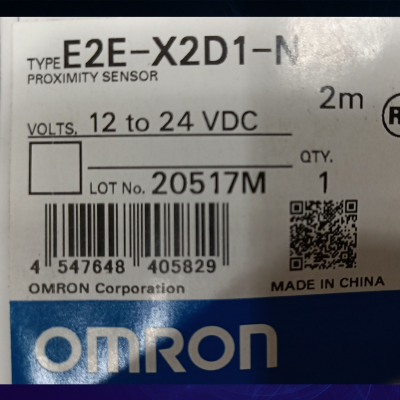 TYPE E2E-X2D1-N
PROXIMITY SENSOR
2m
R
VOLTS. 12 to 24 VDC
QTY.
LOT No. 20517M 1
4 547648 405829
OMRON Corporation
MADE IN CHINA
OMRON